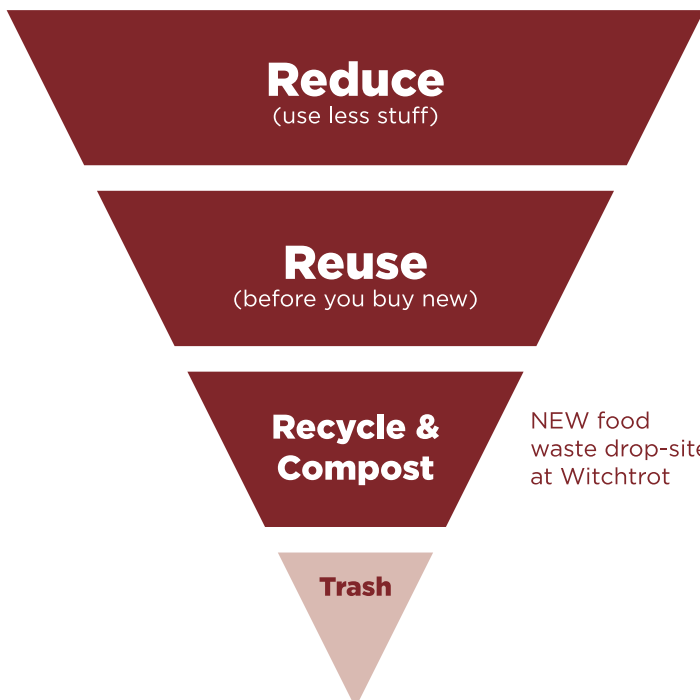 Reduce
(use less stuff)
Reuse
(before you buy new)
Recycle &
Compost
NEW food
waste drop-site
at Witchtrot
Trash